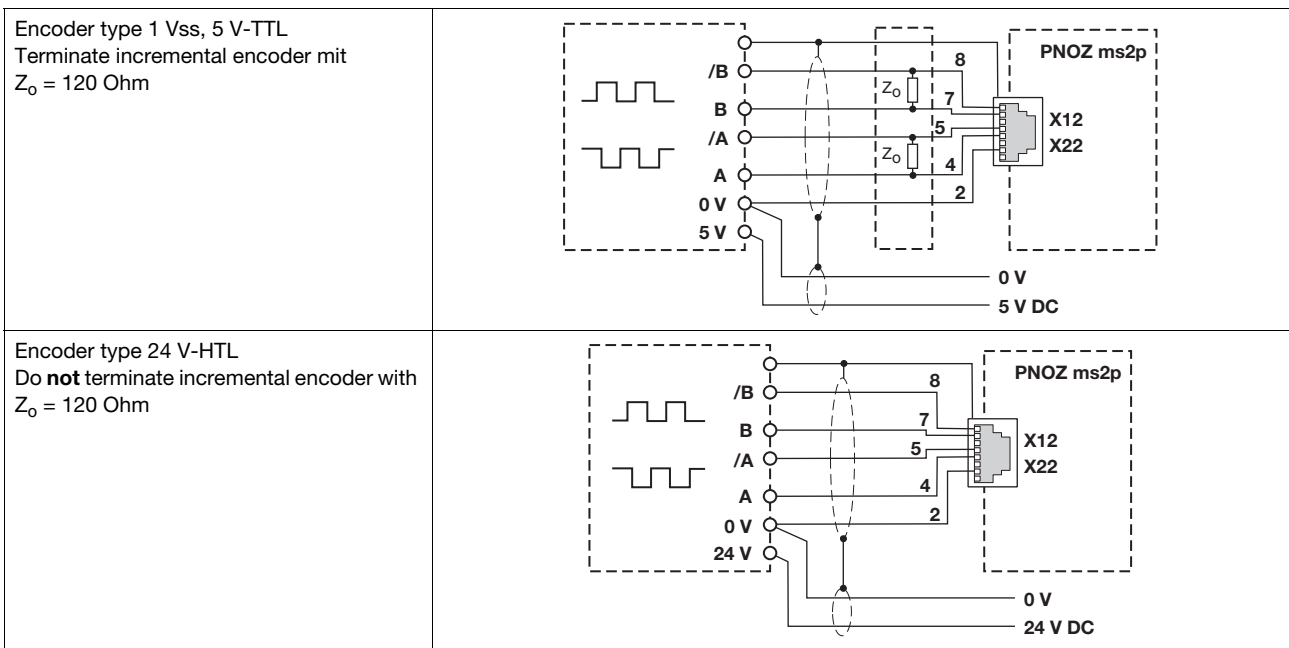 Encoder type 1 Vss, 5 V-TTL
Terminate incremental encoder mit
Zo = 120 Ohm
PNOZ ms2p
/B
8
Zo
B
7
X12
/A
5
X22
Zo
A
4
0 V
2
5 V
0 V
5 V DC
Encoder type 24 V-HTL
Do not terminate incremental encoder with
Zo = 120 Ohm
PNOZ ms2p
/B
8
B
7
X12
/A
5
X22
A
4
0 V
2
24 V
0 V
24 V DC